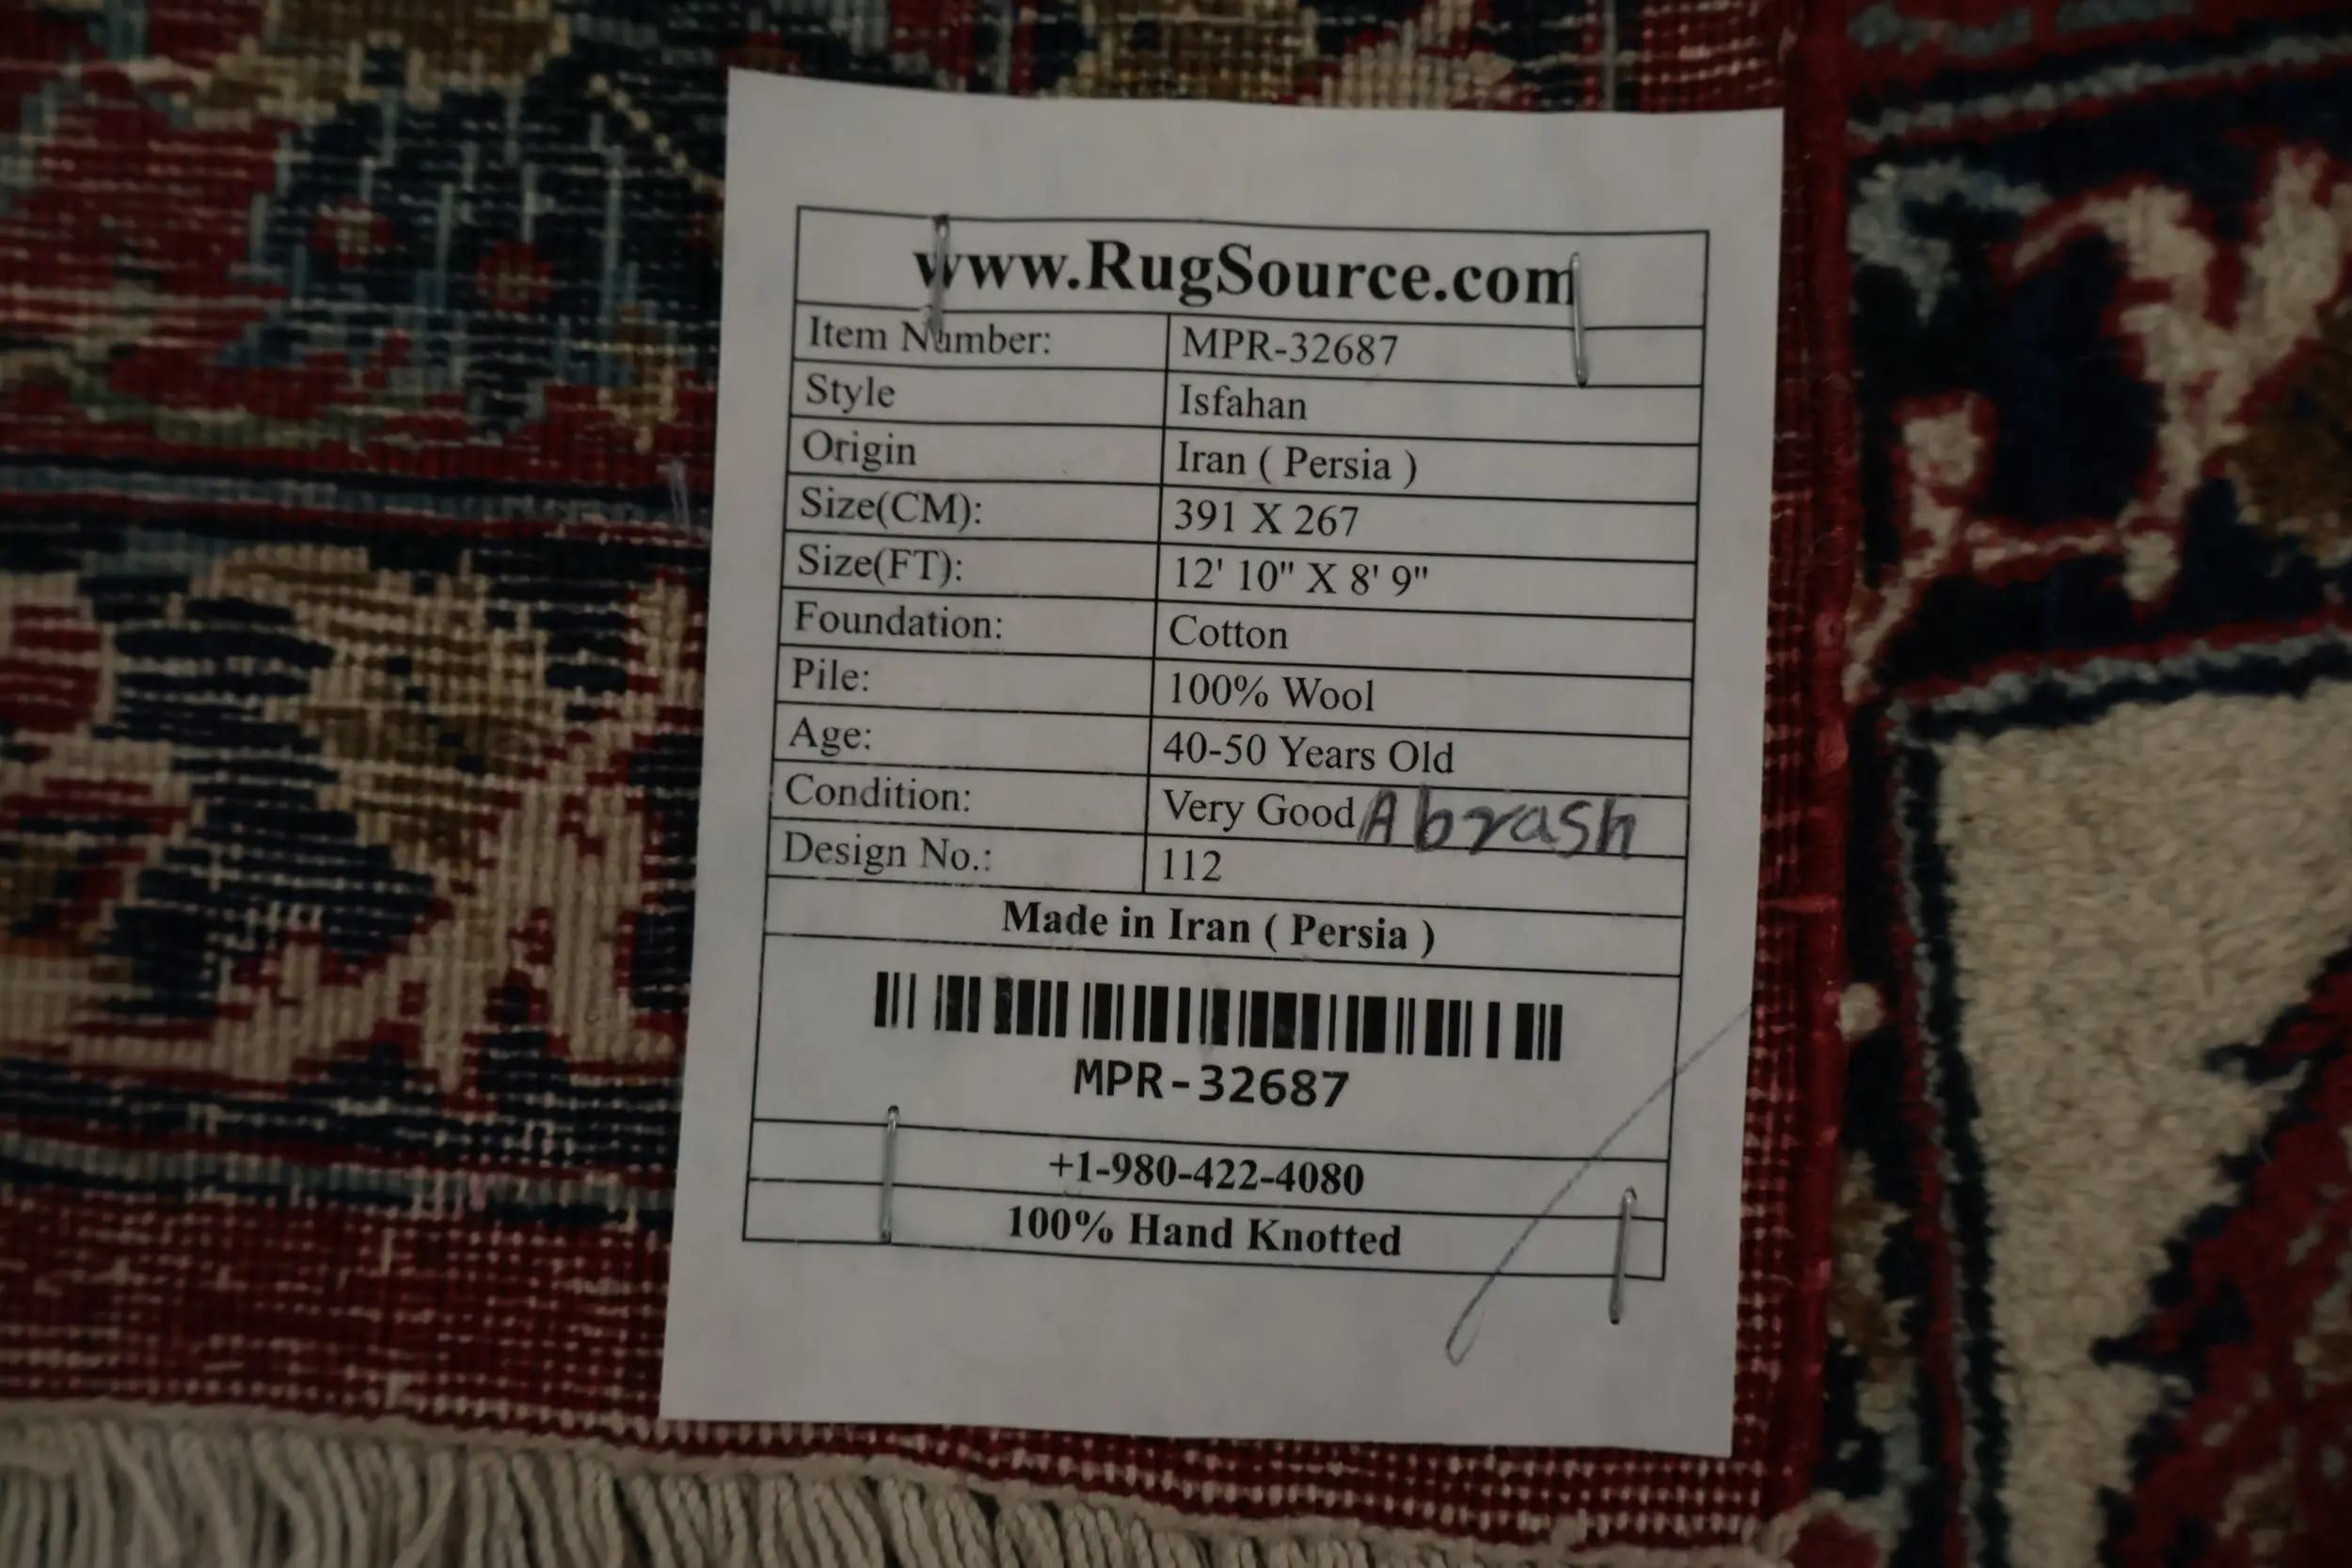 www.RugSource.com
Item Number: MPR-32687
Style Isfahan
Origin Iran ( Persia )
Size(CM): 391 X 267
Size(FT): 12' 10" X 8' 9"
Foundation: Cotton
Pile: 100% Wool
Age: 40-50 Years Old
Condition: Very Good Abrash
Design No.: 112
Made in Iran ( Persia )
MPR-32687
+1-980-422-4080
100% Hand Knotted